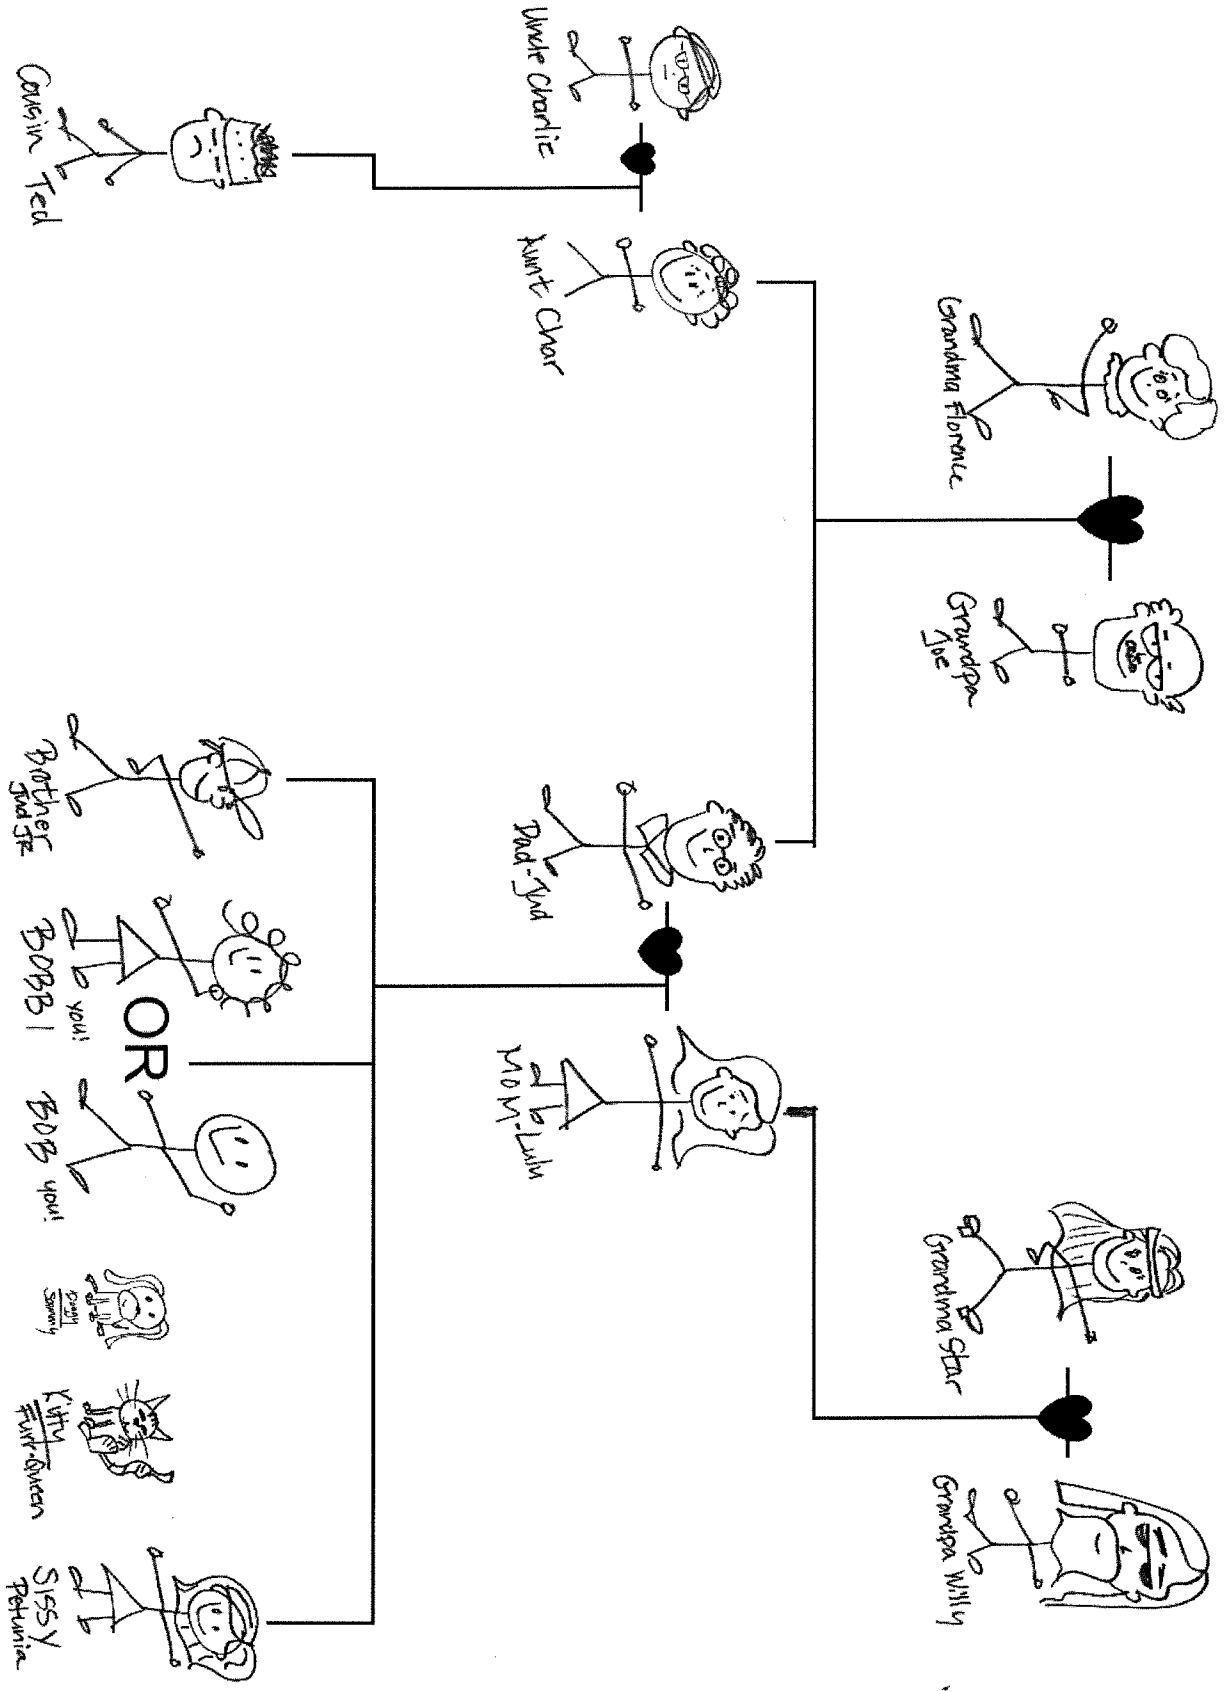 Grandma Florence
Grandpa
Joe
Grandma Star
Grandpa Willy
Uncle Charlie
Aunt Char
Dad-Jud
MOM-Lulu
Cousin Ted
Brother
Jud JR
BOBBI you!
OR
BOB you!
Doggy
Sammy
Kitty
Furr-Queen
SISSY
Petunia